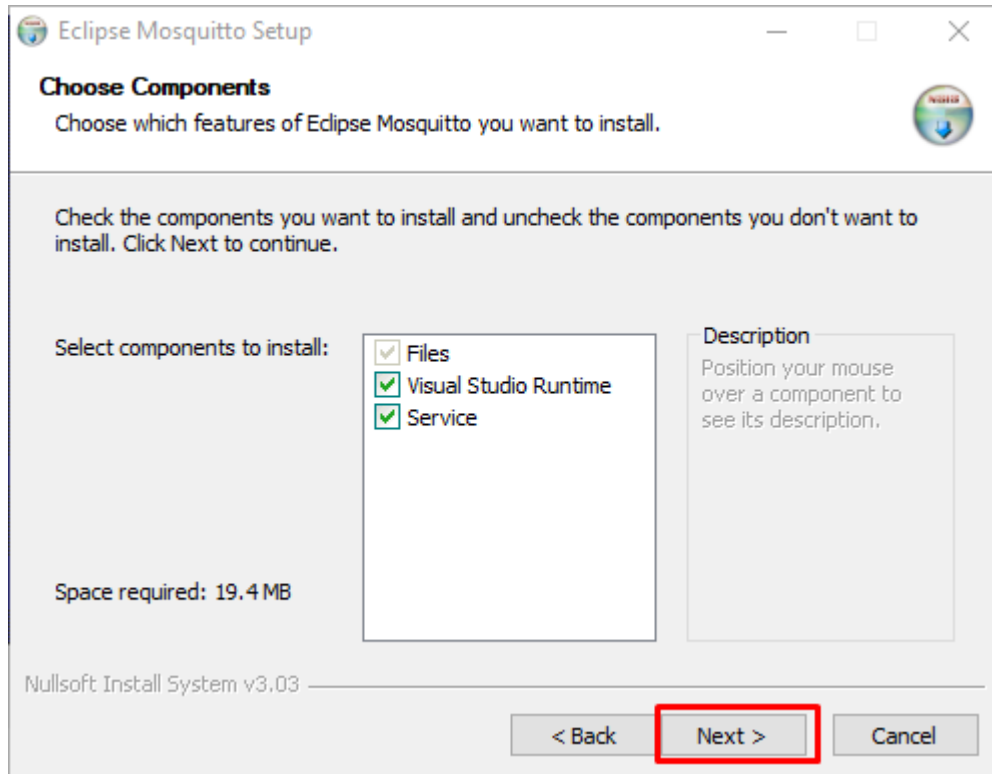 Eclipse Mosquitto Setup
Choose Components
Choose which features of Eclipse Mosquitto you want to install.
Check the components you want to install and uncheck the components you don't want to
install. Click Next to continue.
Select components to install:
Files
Visual Studio Runtime
Service
Description
Position your mouse
over a component to
see its description.
Space required: 19.4 MB
Nullsoft Install System v3.03
< Back
Next >
Cancel